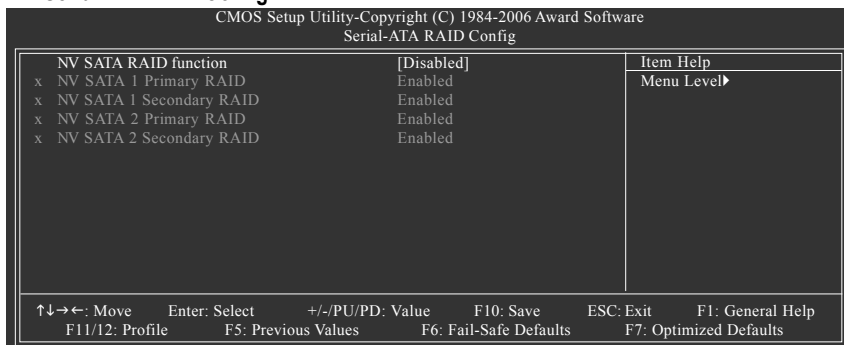 CMOS Setup Utility-Copyright (C) 1984-2006 Award Software
Serial-ATA RAID Config
NV SATA RAID function [Disabled] Item Help
x NV SATA 1 Primary RAID Enabled Menu Level▶
x NV SATA 1 Secondary RAID Enabled
x NV SATA 2 Primary RAID Enabled
x NV SATA 2 Secondary RAID Enabled
↑↓→←: Move Enter: Select +/-/PU/PD: Value F10: Save ESC: Exit F1: General Help
F11/12: Profile F5: Previous Values F6: Fail-Safe Defaults F7: Optimized Defaults